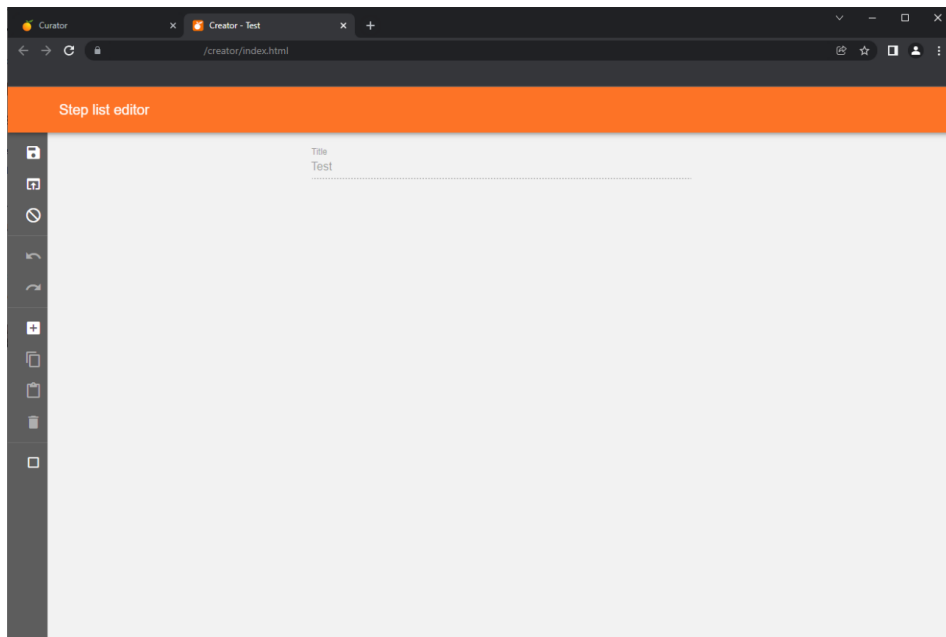 Curator
Creator - Test
/creator/index.html
Step list editor
Title
Test